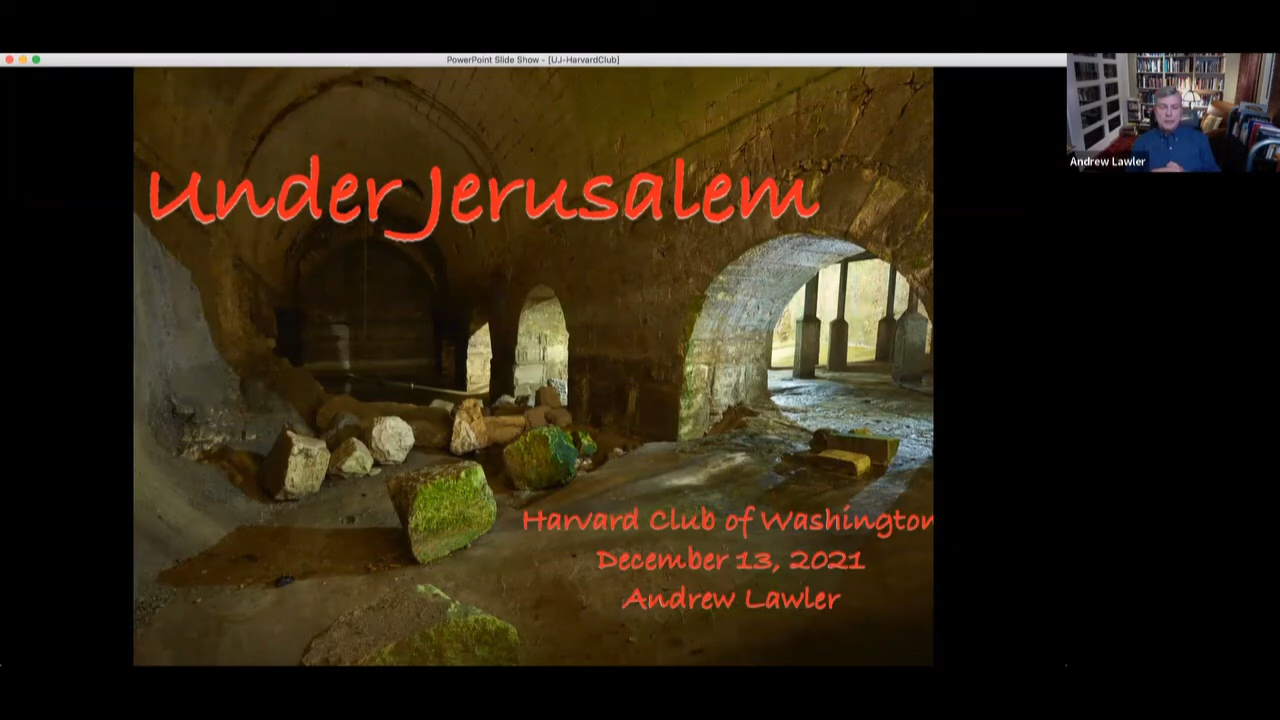 PowerPoint Slide Show - [UJ-HarvardClub]
Under Jerusalem
Andrew Lawler
Harvard Club of Washington
December 13, 2021
Andrew Lawler